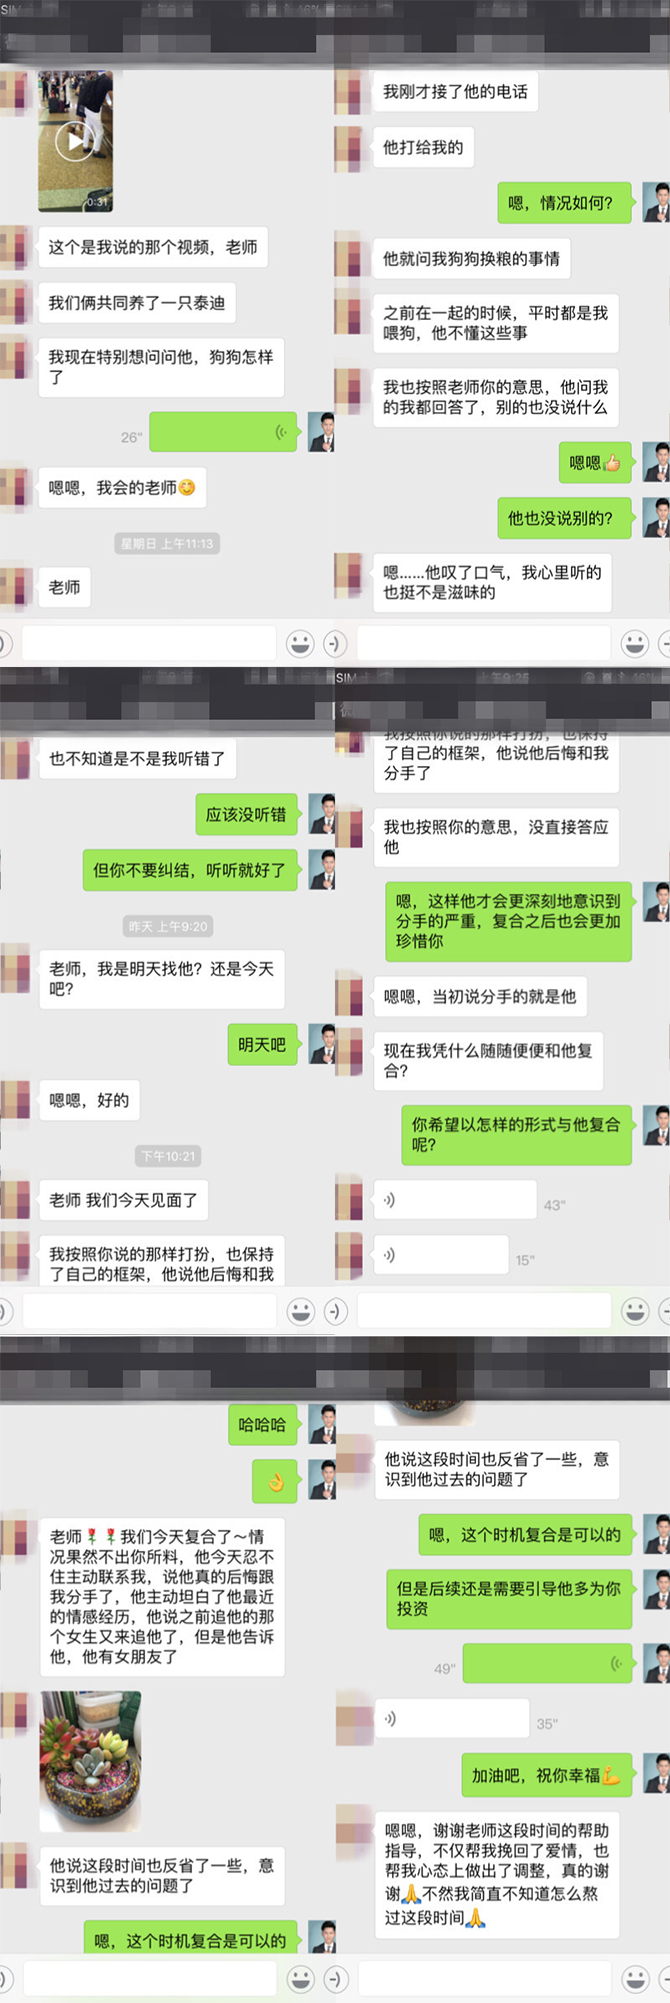 SIM
46%
0:31
这个是我说的那个视频，老师
我们俩共同养了一只泰迪
我现在特别想问问他，狗狗怎样
了
26"
嗯嗯，我会的老师😊
星期日 上午11:13
老师
我刚才接了他的电话
他打给我的
嗯，情况如何？
他就问我狗狗换粮的事情
之前在一起的时候，平时都是我
喂狗，他不懂这些事
我也按照老师你的意思，他问我
的我都回答了，别的也没说什么
嗯嗯👍
他也没说别的？
嗯……他叹了口气，我心里听的
也挺不是滋味的
也不知道是不是我听错了
应该没听错
但你不要纠结，听听就好了
昨天 上午9:20
老师，我是明天找他？还是今天
吧？
明天吧
嗯嗯，好的
下午10:21
老师 我们今天见面了
我按照你说的那样打扮，也保持
了自己的框架，他说他后悔和我
SIM
上午9:25
46%
我按照你说的那样打扮，也保持
了自己的框架，他说他后悔和我
分手了
我也按照你的意思，没直接答应
他
嗯，这样他才会更深刻地意识到
分手的严重，复合之后也会更加
珍惜你
嗯嗯，当初说分手的就是他
现在我凭什么随随便便和他复
合？
你希望以怎样的形式与他复合
呢？
43"
15"
哈哈哈
👌
老师🌹🌹我们今天复合了～情
况果然不出你所料，他今天忍不
住主动联系我，说他真的后悔跟
我分手了，他主动坦白了他最近
的情感经历，他说之前追他的那
个女生又来追他了，但是他告诉
他，他有女朋友了
他说这段时间也反省了一些，意
识到他过去的问题了
嗯，这个时机复合是可以的
他说这段时间也反省了一些，意
识到他过去的问题了
嗯，这个时机复合是可以的
但是后续还是需要引导他多为你
投资
49"
35"
加油吧，祝你幸福💪
嗯嗯，谢谢老师这段时间的帮助
指导，不仅帮我挽回了爱情，也
帮我心态上做出了调整，真的谢
谢🙏不然我简直不知道怎么熬
过这段时间🙏